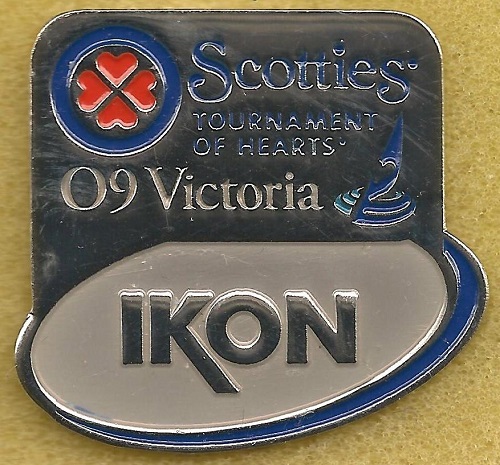 Scotties
TOURNAMENT
OF HEARTS
09 Victoria
IKON